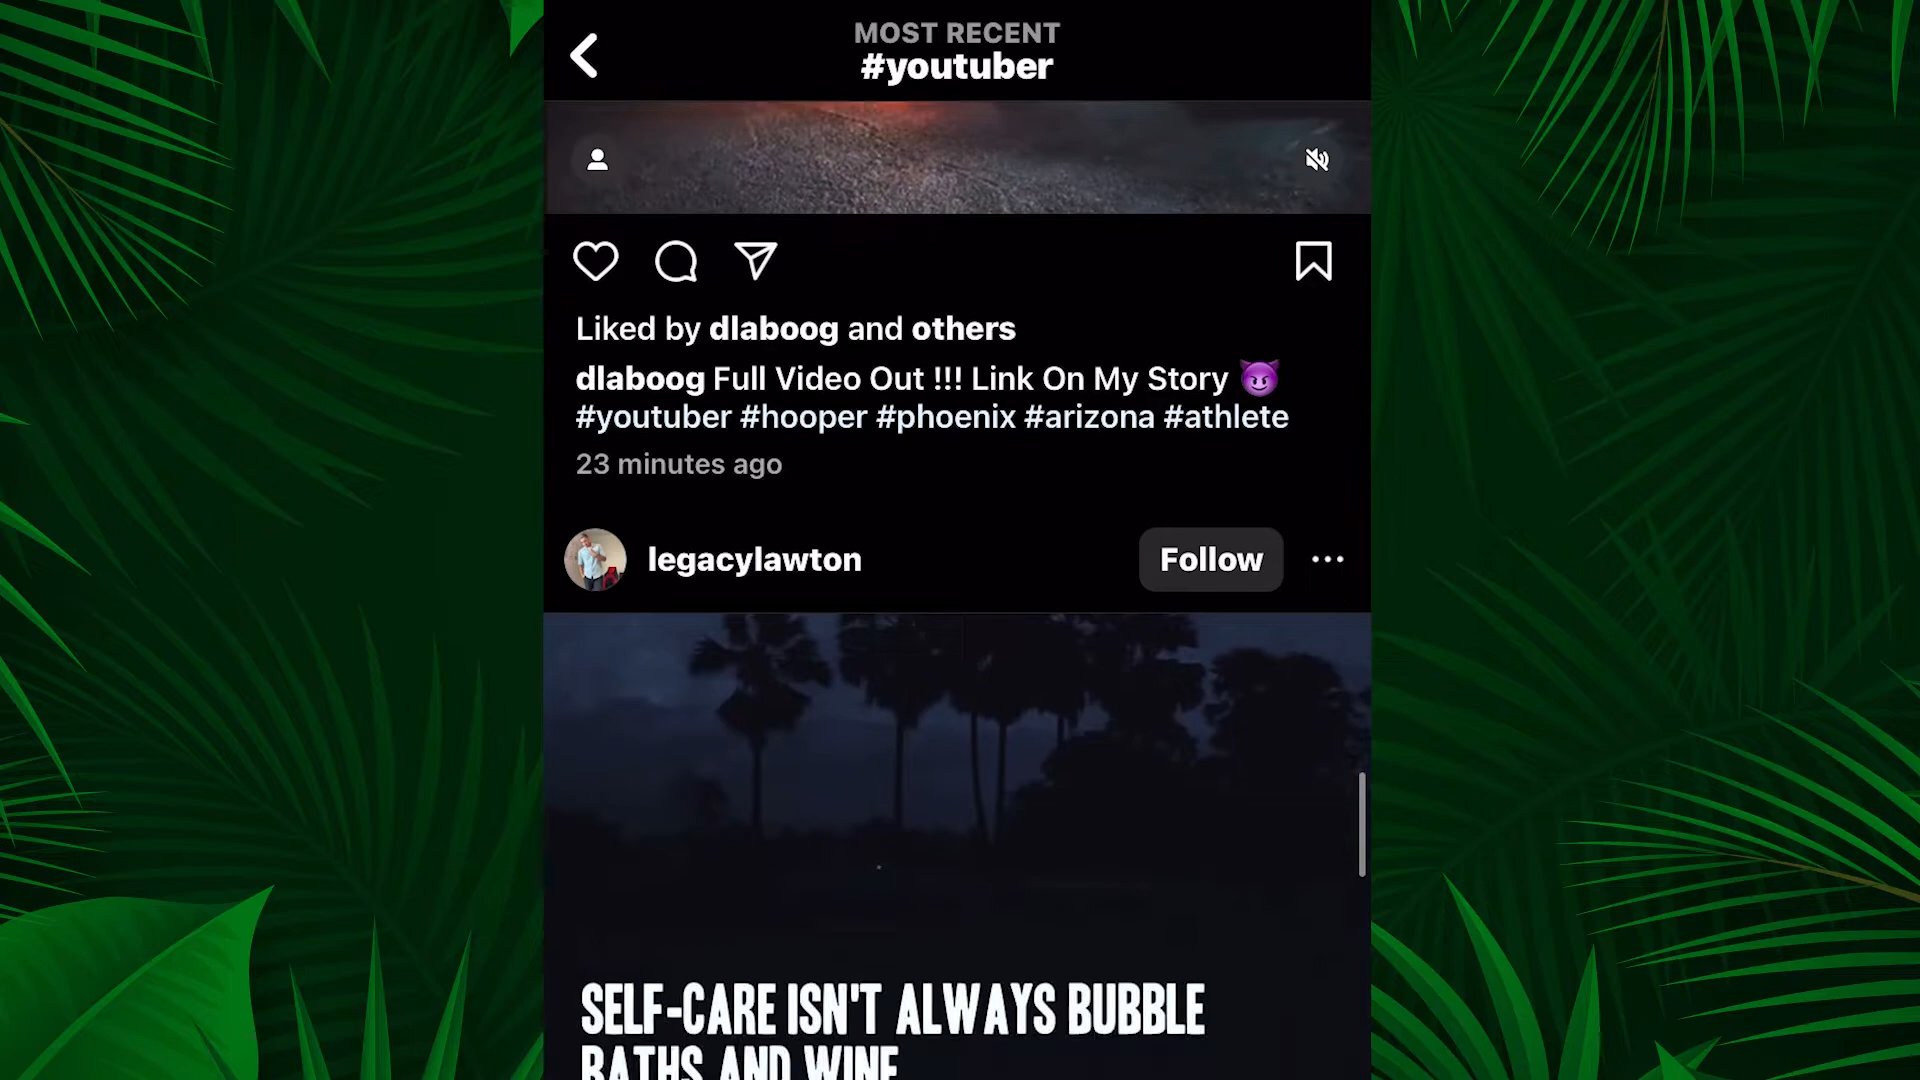 MOST RECENT
#youtuber
Liked by dlaboog and others
dlaboog Full Video Out !!! Link On My Story 😈
#youtuber #hooper #phoenix #arizona #athlete
23 minutes ago
legacylawton
Follow
SELF-CARE ISN'T ALWAYS BUBBLE
BATHS AND WINE